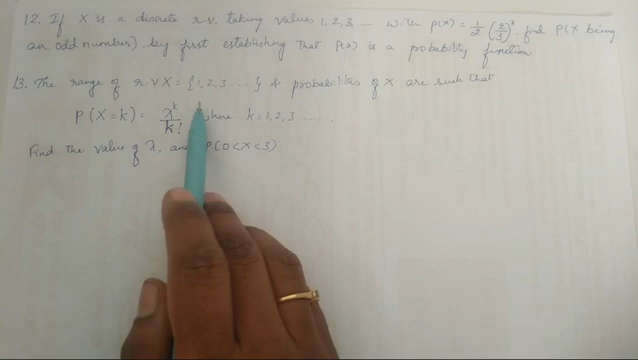 12. If X is a discrete r.v. taking values 1, 2, 3 --- with P(x) = 1/2 (2/3)^x. find P(X being
an odd number). by first establishing that P(x) is a probability function
13. The range of r v X = {1, 2, 3 ....} & probabilities of X are such that
P(X=k) = λ^k/k! where k = 1, 2, 3 .....
Find the value of λ, and P(0<X<3)